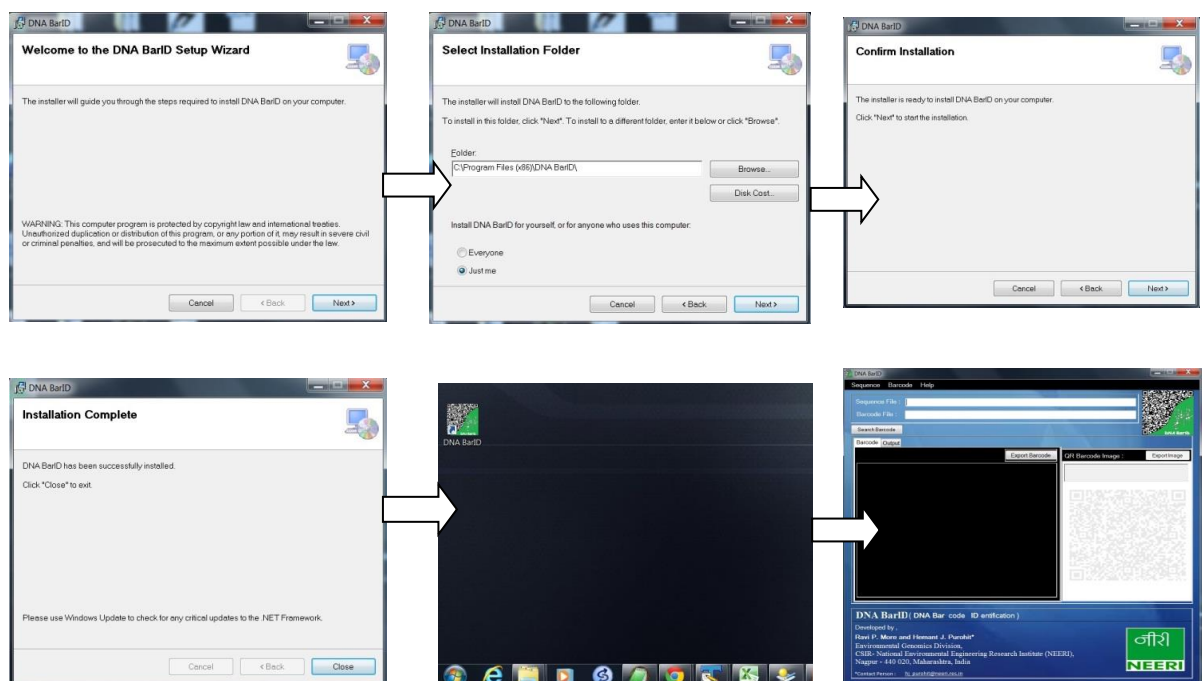 DNA BarID
Welcome to the DNA BarID Setup Wizard
The installer will guide you through the steps required to install DNA BarID on your computer.
WARNING: This computer program is protected by copyright law and international treaties.
Unauthorized duplication or distribution of this program, or any portion of it, may result in severe civil
or criminal penalties, and will be prosecuted to the maximum extent possible under the law.
Cancel
< Back
Next >
DNA BarID
Select Installation Folder
The installer will install DNA BarID to the following folder.
To install in this folder, click "Next". To install to a different folder, enter it below or click "Browse".
Folder:
C:\Program Files (x86)\DNA BarID\
Browse...
Disk Cost...
Install DNA BarID for yourself, or for anyone who uses this computer:
Everyone
Just me
Cancel
< Back
Next >
DNA BarID
Confirm Installation
The installer is ready to install DNA BarID on your computer.
Click "Next" to start the installation.
Cancel
< Back
Next >
DNA BarID
Installation Complete
DNA BarID has been successfully installed.
Click "Close" to exit.
Please use Windows Update to check for any critical updates to the .NET Framework.
Cancel
< Back
Close
DNA BarID
DNA BarID
Sequence Barcode Help
Sequence File :
Barcode File :
Search Barcode
Barcode Output
Export Barcode
QR Barcode Image :
Export Image
DNA BarID
DNA BarID ( DNA Bar code ID entification )
Developed by ,
Ravi P. More and Hemant J. Purohit*
Environmental Genomics Division,
CSIR- National Environmental Engineering Research Institute (NEERI),
Nagpur - 440 020, Maharashtra, India
*Contact Person : hj_purohit@neeri.res.in
नीरी
NEERI